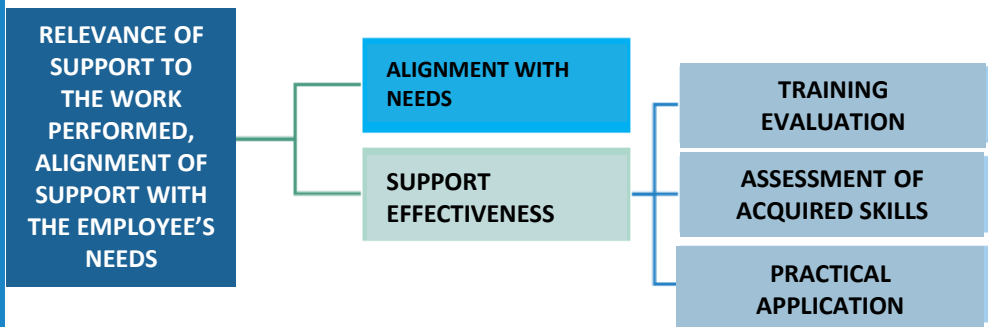 RELEVANCE OF
SUPPORT TO
THE WORK
PERFORMED,
ALIGNMENT OF
SUPPORT WITH
THE EMPLOYEE’S
NEEDS
ALIGNMENT WITH
NEEDS
SUPPORT
EFFECTIVENESS
TRAINING
EVALUATION
ASSESSMENT OF
ACQUIRED SKILLS
PRACTICAL
APPLICATION